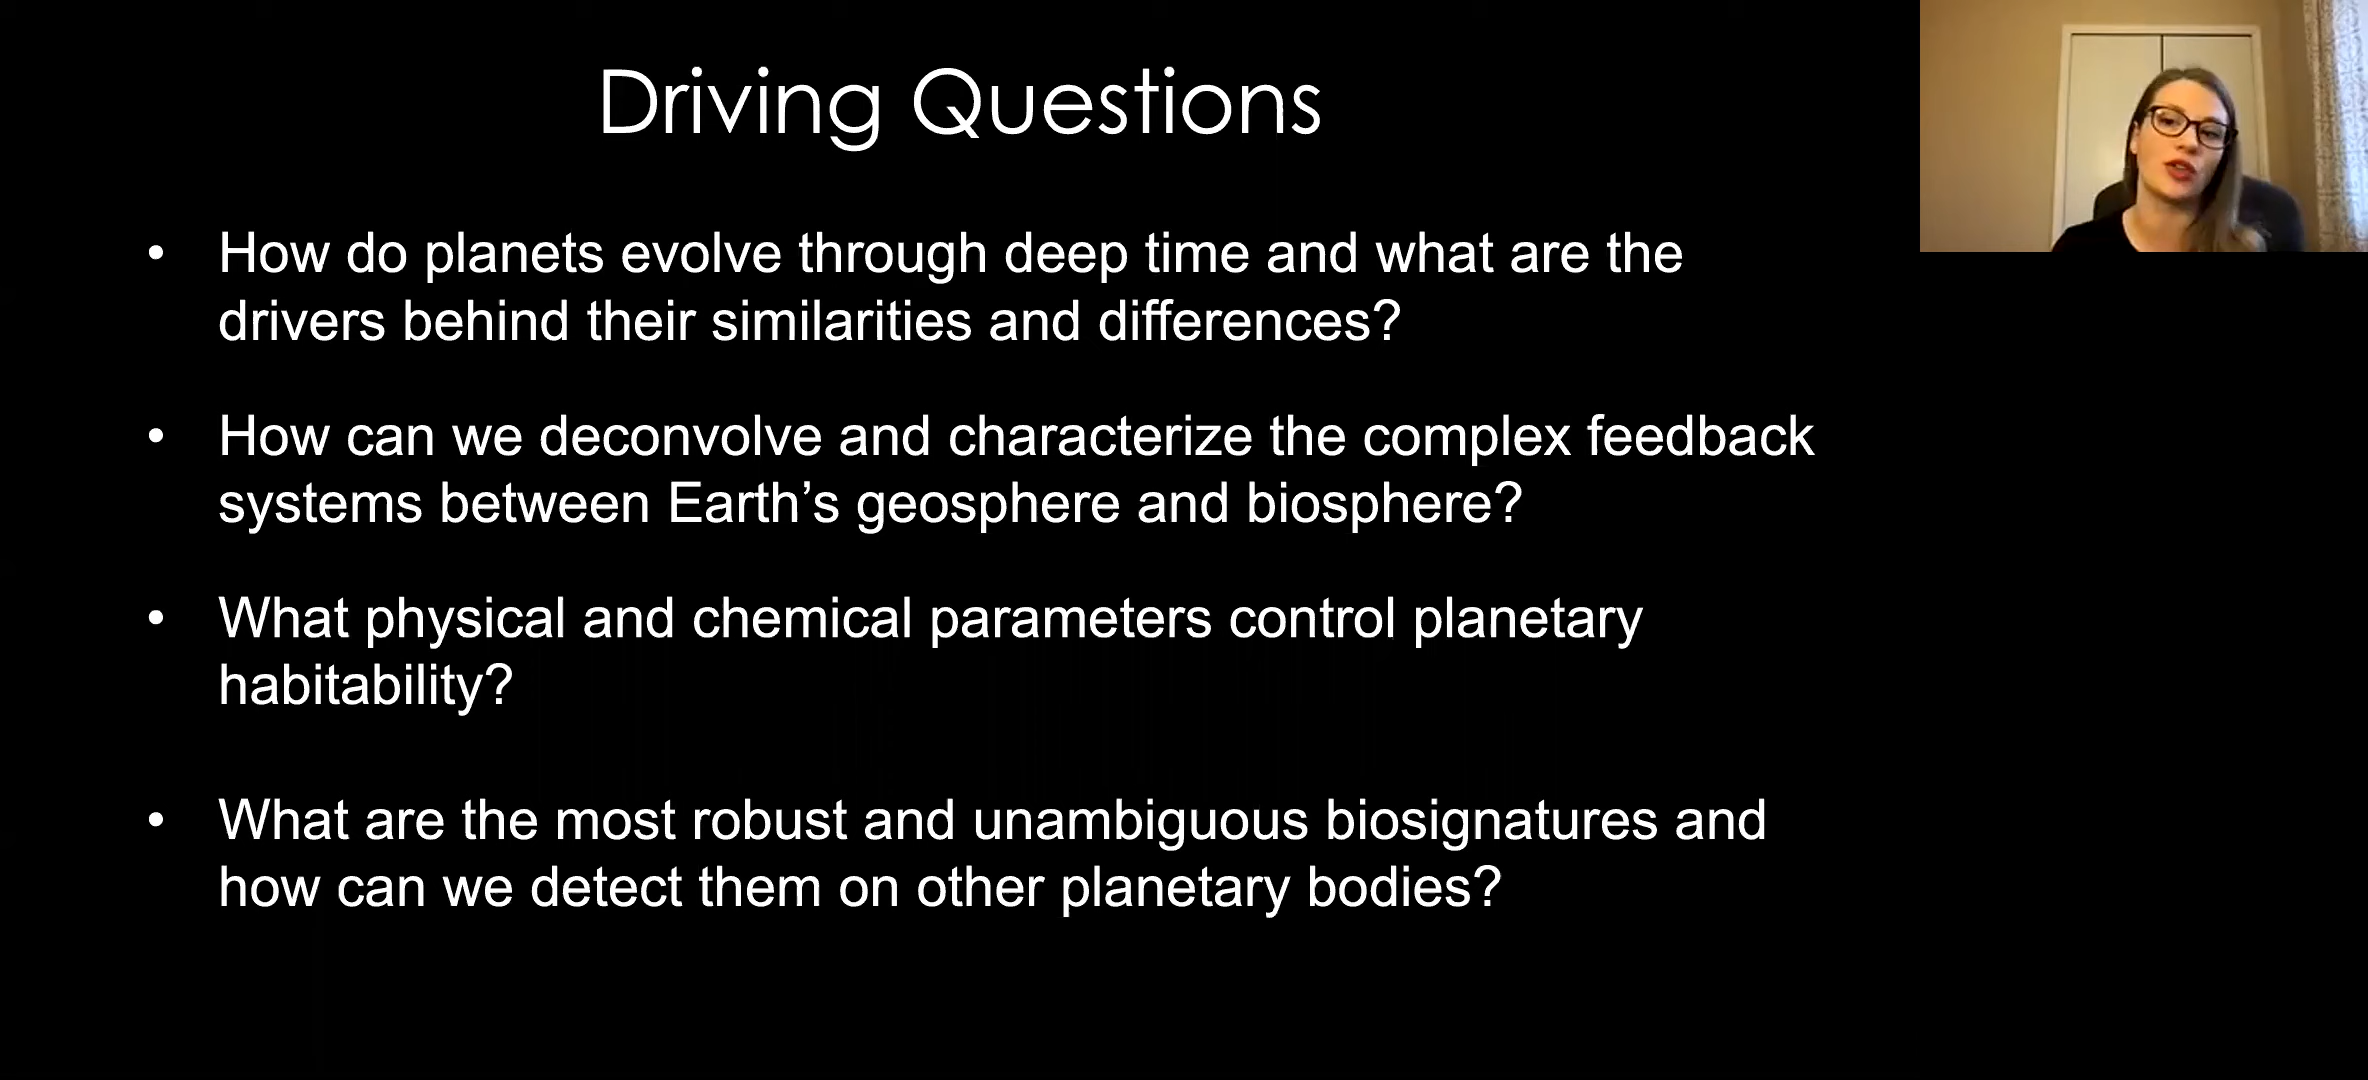 Driving Questions
• How do planets evolve through deep time and what are the
drivers behind their similarities and differences?
• How can we deconvolve and characterize the complex feedback
systems between Earth’s geosphere and biosphere?
• What physical and chemical parameters control planetary
habitability?
• What are the most robust and unambiguous biosignatures and
how can we detect them on other planetary bodies?